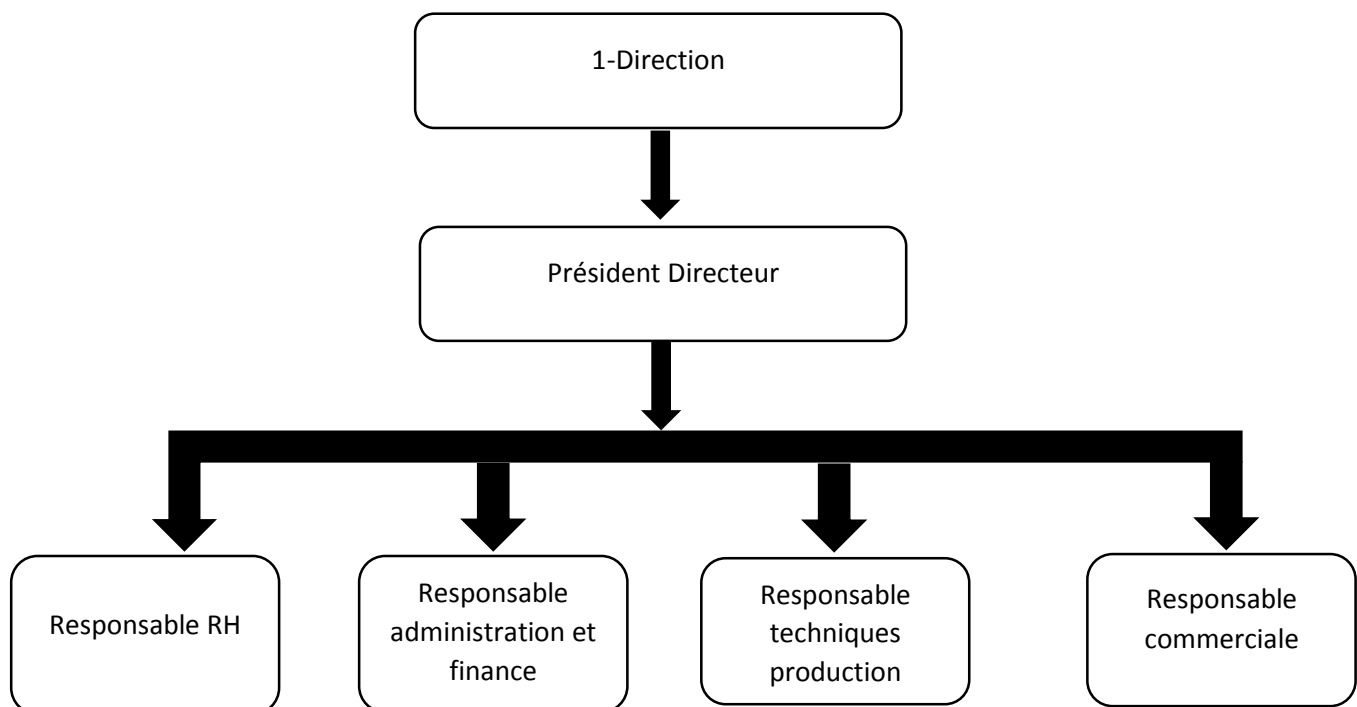 1-Direction
Président Directeur
Responsable RH
Responsable
administration et
finance
Responsable
techniques
production
Responsable
commerciale